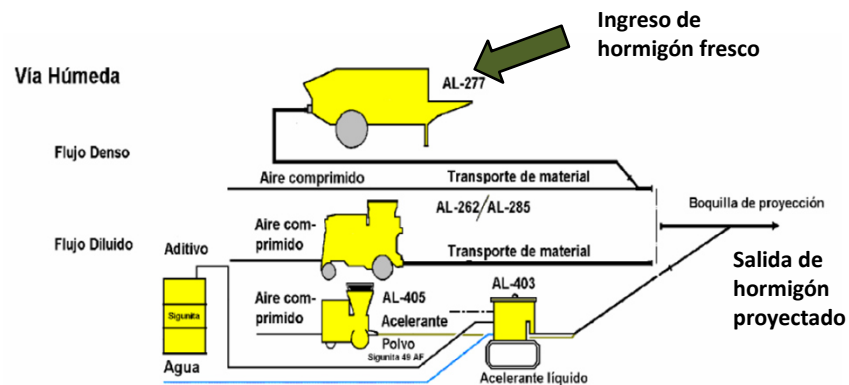 Ingreso de
hormigón fresco
Vía Húmeda
AL-277
Flujo Denso
Aire comprimido
Transporte de material
AL-262/AL-285
Boquilla de proyección
Aire com-
primido
Flujo Diluido
Aditivo
Transporte de material
Salida de
hormigón
proyectado
AL-403
Aire com-
primido
AL-405
Acelerante
Sigunita
Polvo
Sigunita 49 AF
Agua
Acelerante líquido